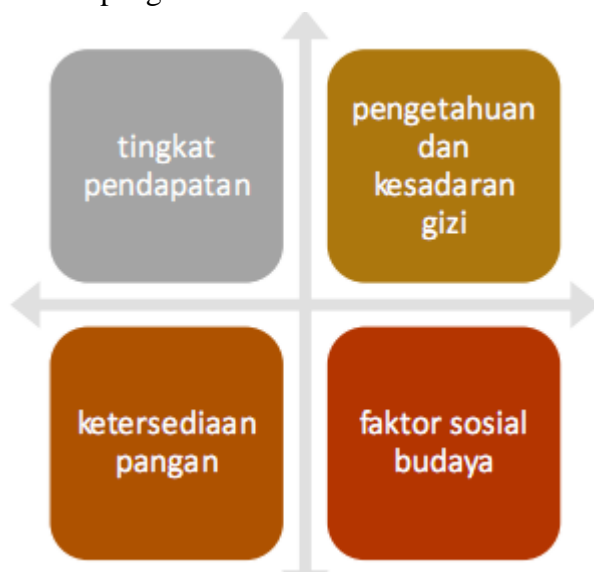 tingkat
pendapatan
pengetahuan
dan
kesadaran
gizi
ketersediaan
pangan
faktor sosial
budaya